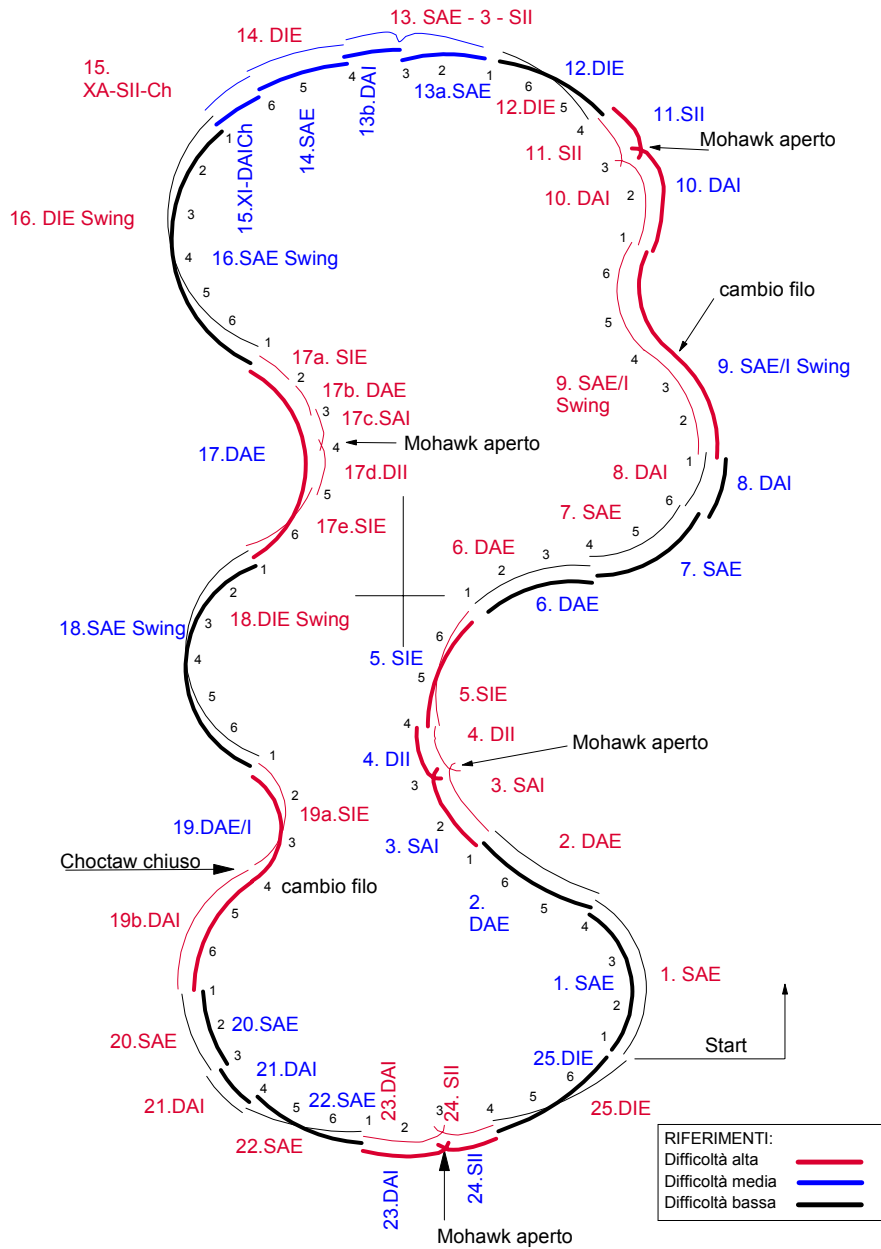 13. SAE - 3 - SII
14. DIE
15.
XA-SII-Ch
4
3
2
1
13a.SAE
13b.DAI
5
14.SAE
6
15.XI-DAICh
12.DIE
6
5
4
12.DIE
11.SII
Mohawk aperto
11. SII
3
10. DAI
2
10. DAI
1
1
2
3
16. DIE Swing
4
16.SAE Swing
5
6
1
6
5
cambio filo
4
9. SAE/I Swing
3
9. SAE/I
Swing
2
1
17a. SIE
2
17b. DAE
3
17c.SAI
4
Mohawk aperto
17.DAE
17d.DII
5
17e.SIE
6
8. DAI
8. DAI
7. SAE
6
5
4
7. SAE
6. DAE
3
2
1
6. DAE
1
2
18.DIE Swing
18.SAE Swing
3
4
5
6
1
6
5. SIE
5
5.SIE
4
4. DII
4. DII
Mohawk aperto
3
3. SAI
2
3. SAI
1
2. DAE
2
19a.SIE
19.DAE/I
3
Choctaw chiuso
4
cambio filo
19b.DAI
5
6
6
2.
DAE
5
4
3
1. SAE
1. SAE
2
1
Start
1
2
20.SAE
20.SAE
3
21.DAI
21.DAI
4
5
22.SAE
6
22.SAE
1
23.DAI
2
3
24. SII
4
5
6
25.DIE
25.DIE
23.DAI
24.SII
Mohawk aperto
RIFERIMENTI:
Difficoltà alta
Difficoltà media
Difficoltà bassa